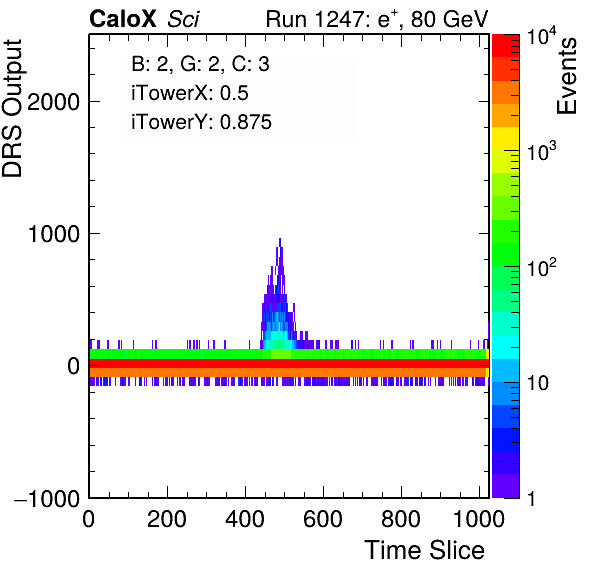 CaloX Sci Run 1247: e⁺, 80 GeV
B: 2, G: 2, C: 3
iTowerX: 0.5
iTowerY: 0.875
DRS Output
2000
1000
0
−1000
0 200 400 600 800 1000
Time Slice
Events
10⁴
10³
10²
10
1